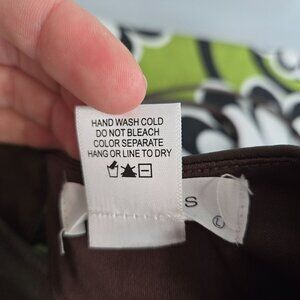 HAND WASH COLD
DO NOT BLEACH
COLOR SEPARATE
HANG OR LINE TO DRY
S
L